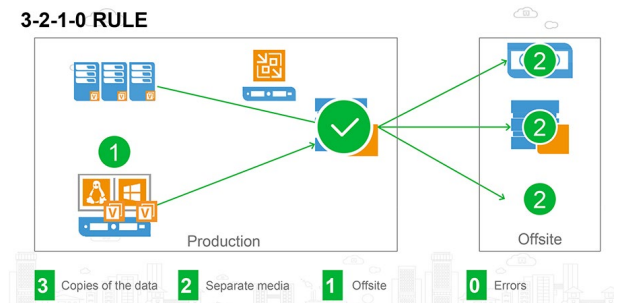 3-2-1-0 RULE
V
V
V
2
2
1
V
V
2
Production
Offsite
3 Copies of the data
2 Separate media
1 Offsite
0 Errors